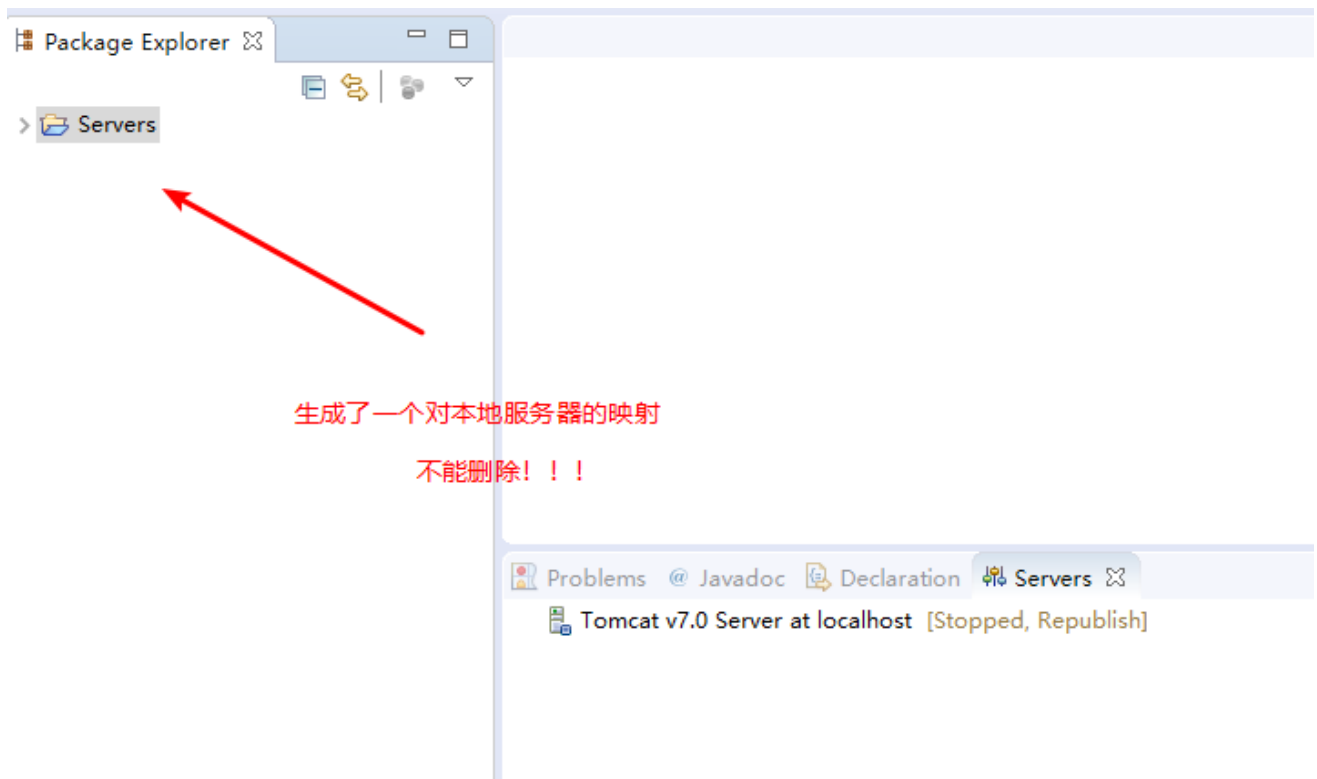 Package Explorer
Servers
生成了一个对本地服务器的映射
不能删除！！！
Problems @ Javadoc Declaration Servers
Tomcat v7.0 Server at localhost [Stopped, Republish]